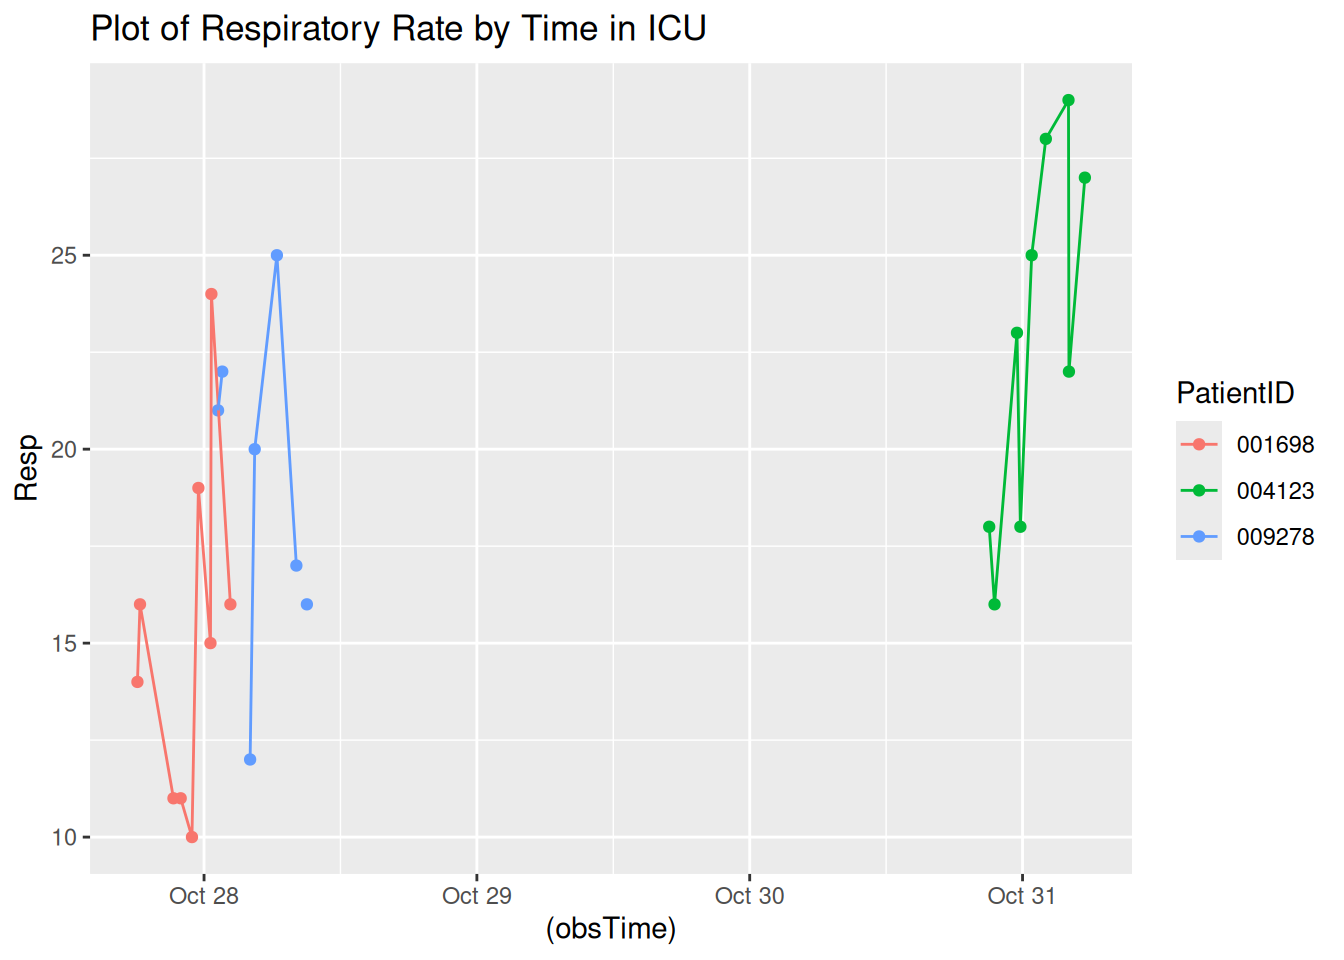 Plot of Respiratory Rate by Time in ICU
25
20
15
10
Resp
Oct 28
Oct 29
Oct 30
Oct 31
(obsTime)
PatientID
001698
004123
009278